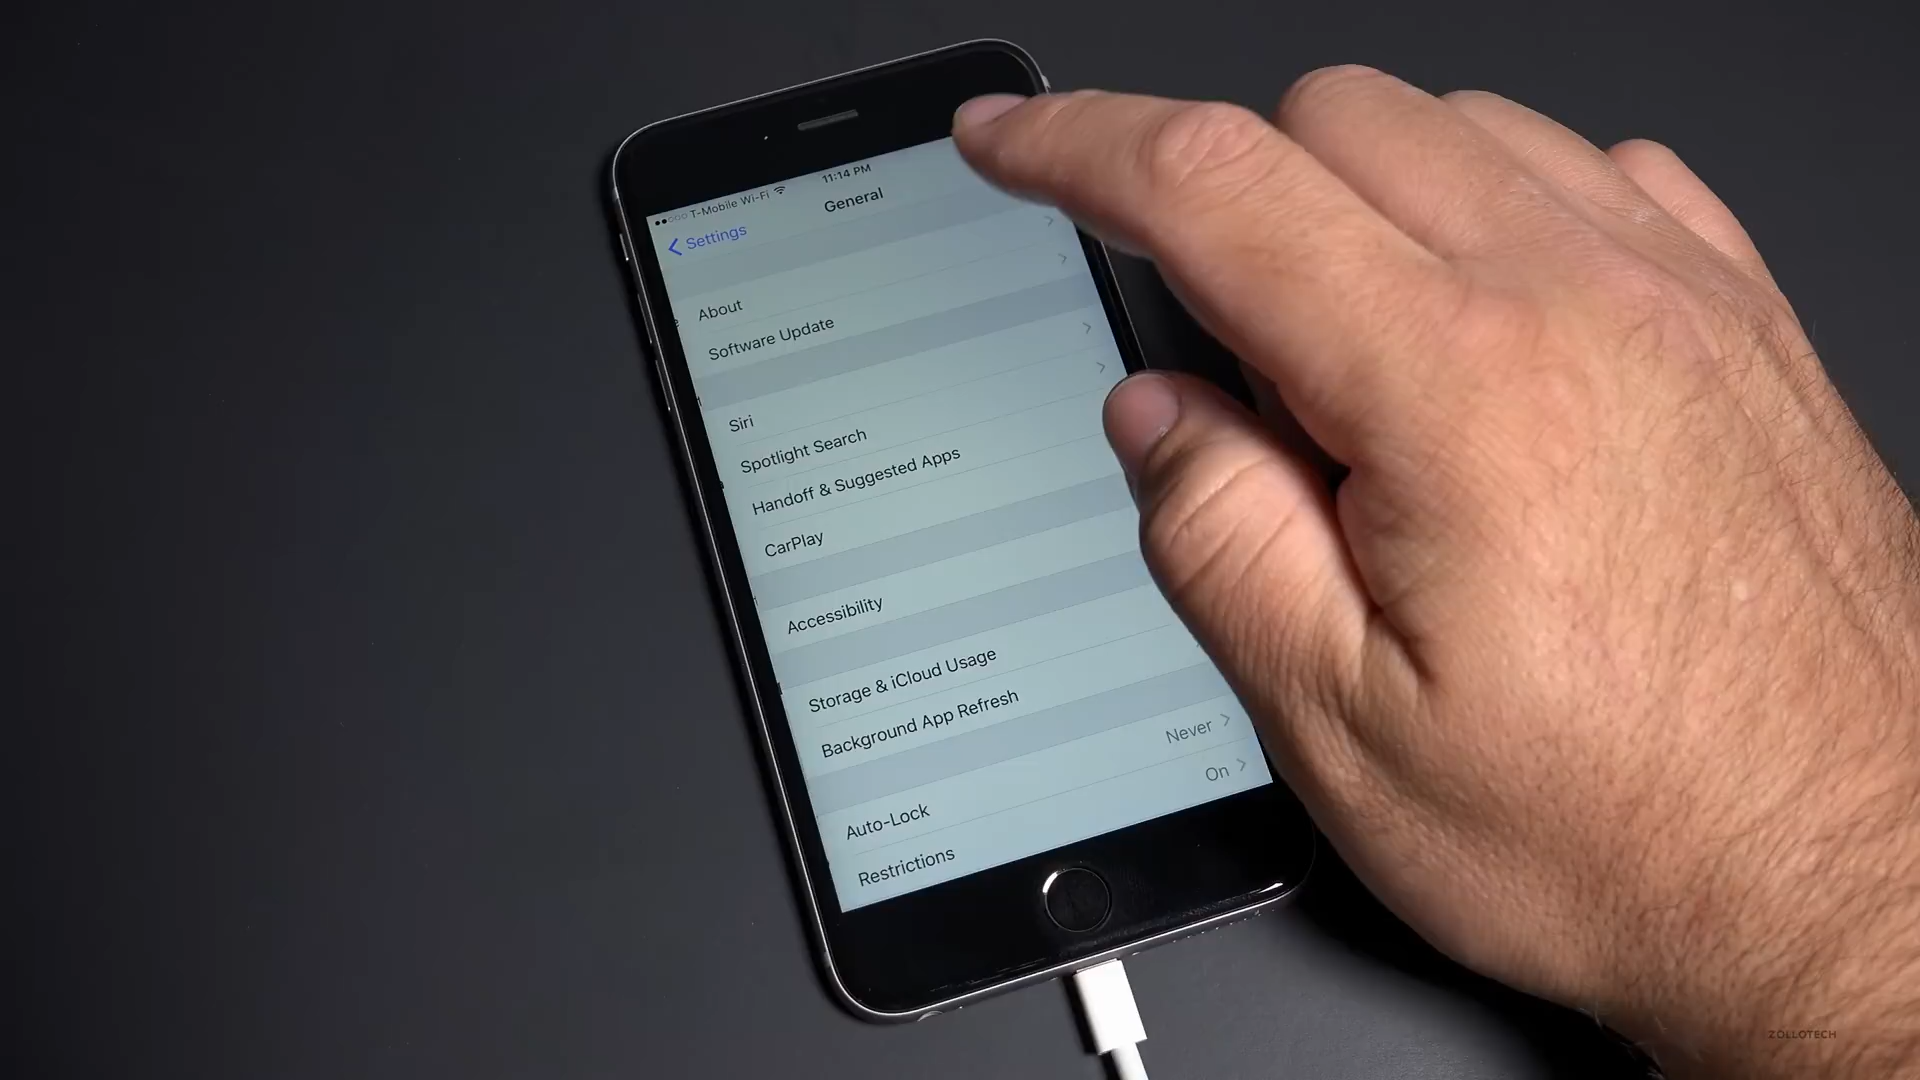 T-Mobile Wi-Fi
11:14 PM
General
Settings
About
Software Update
Siri
Spotlight Search
Handoff & Suggested Apps
CarPlay
Accessibility
Storage & iCloud Usage
Background App Refresh
Auto-Lock Never
Restrictions On
ZOLLOTECH